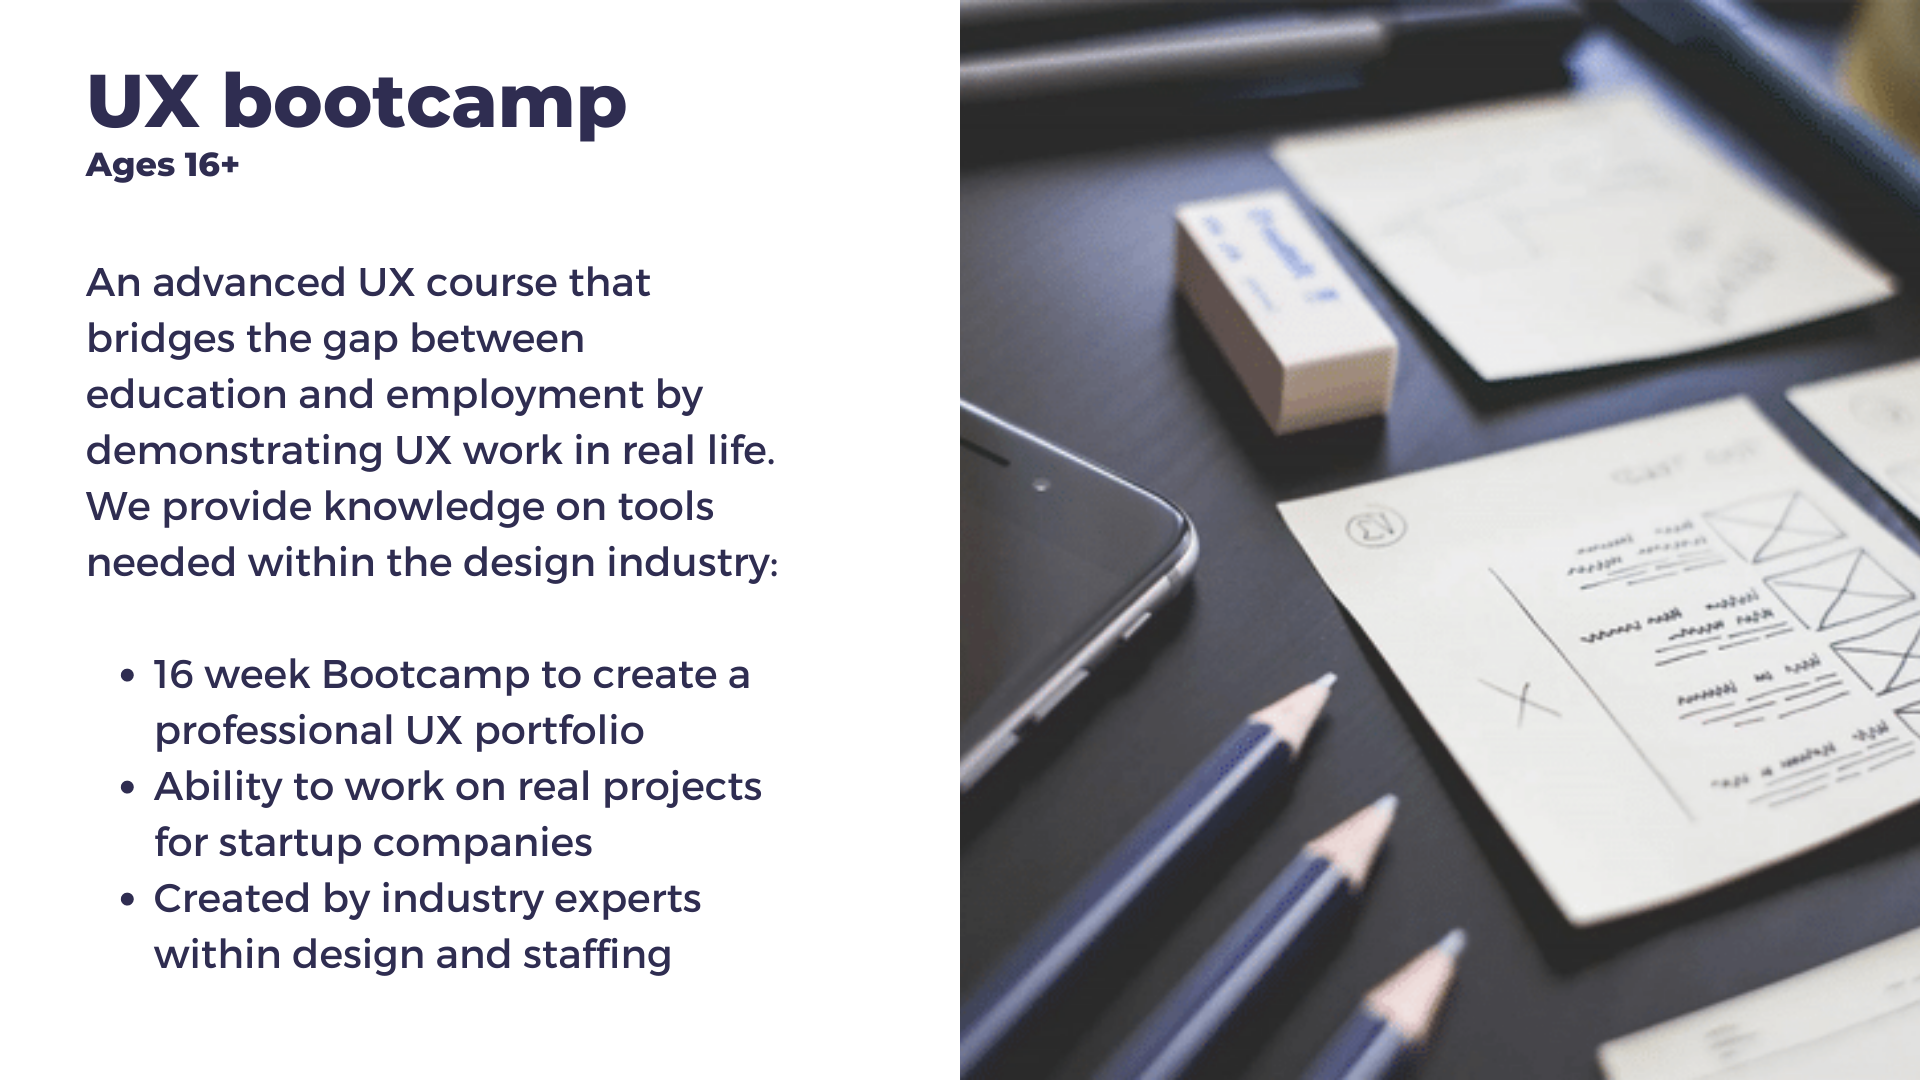 UX bootcamp
Ages 16+
An advanced UX course that
bridges the gap between
education and employment by
demonstrating UX work in real life.
We provide knowledge on tools
needed within the design industry:
• 16 week Bootcamp to create a
professional UX portfolio
• Ability to work on real projects
for startup companies
• Created by industry experts
within design and staffing